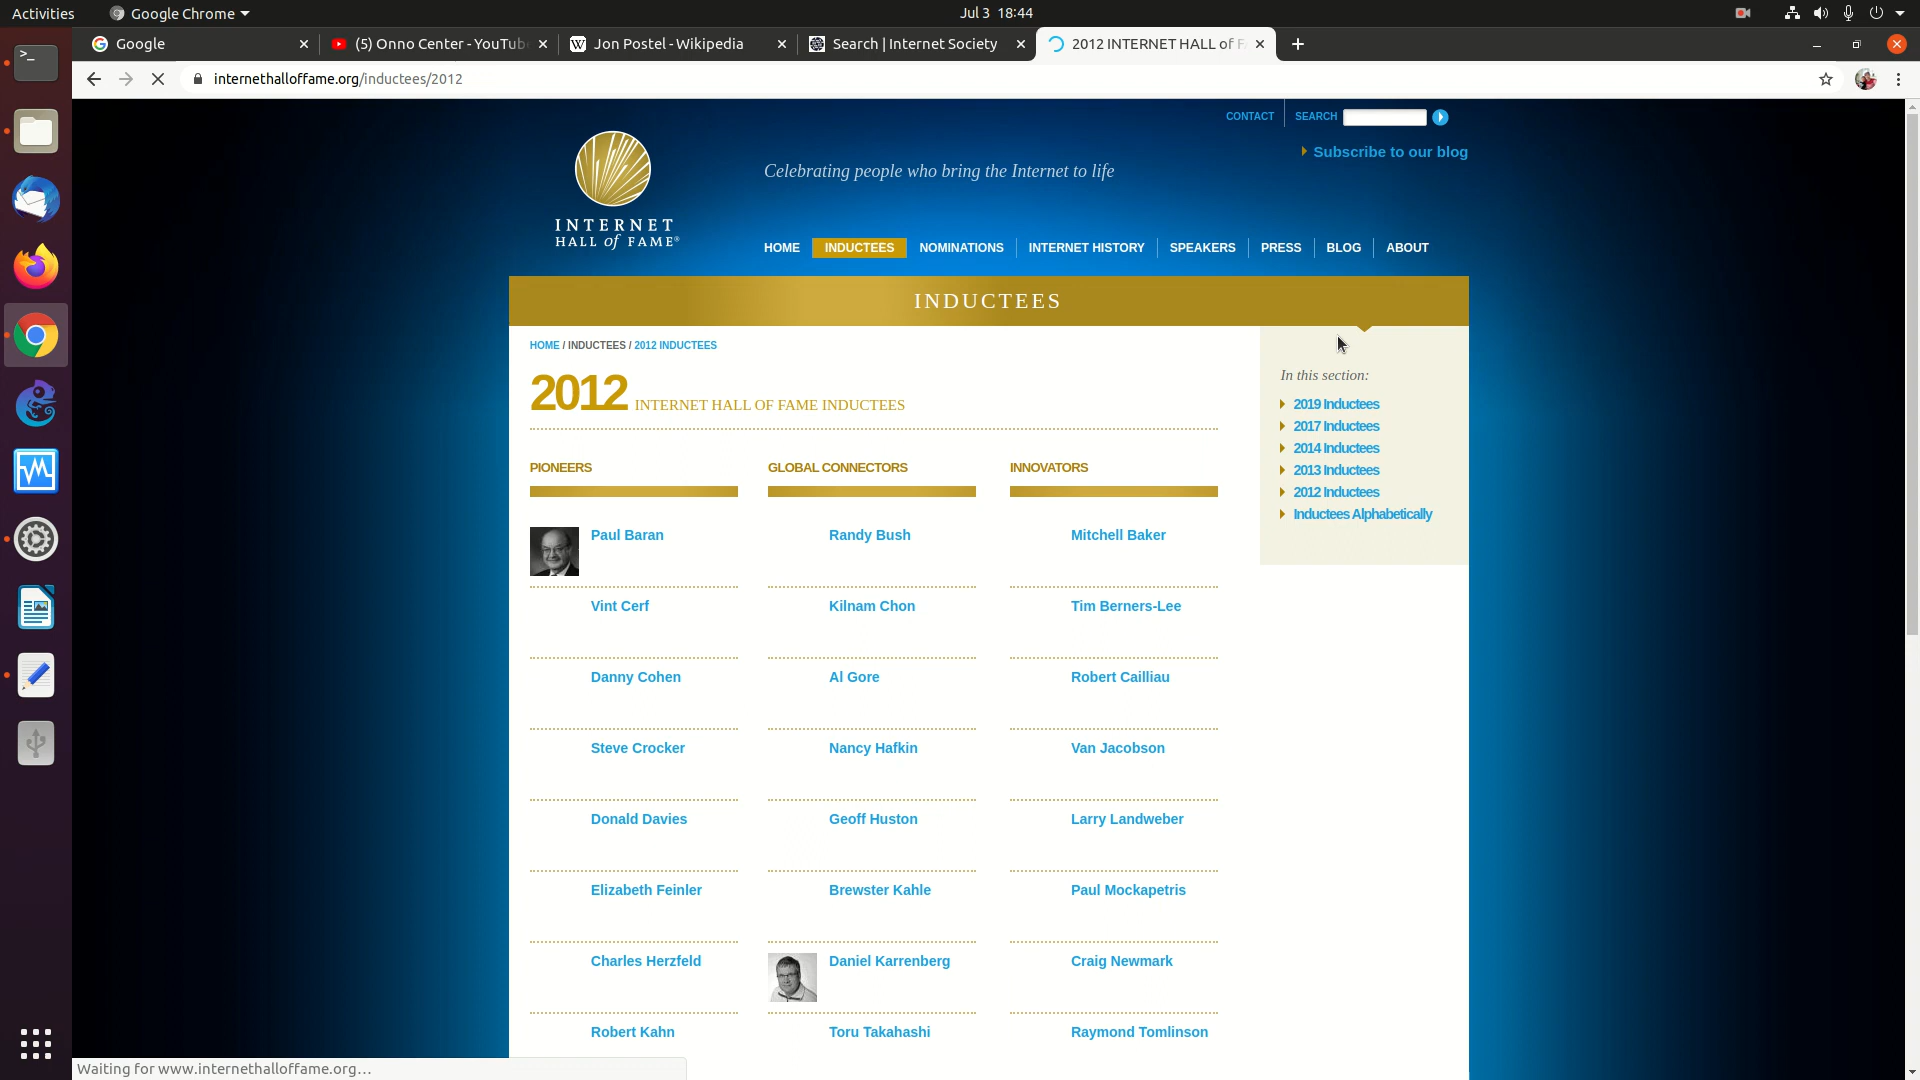 Activities
Google Chrome
Jul 3 18:44
Google
(5) Onno Center - YouTub
Jon Postel - Wikipedia
Search | Internet Society
2012 INTERNET HALL of F
internethalloffame.org/inductees/2012
CONTACT
SEARCH
Subscribe to our blog
INTERNET
HALL of FAME®
Celebrating people who bring the Internet to life
HOME
INDUCTEES
NOMINATIONS
INTERNET HISTORY
SPEAKERS
PRESS
BLOG
ABOUT
INDUCTEES
HOME / INDUCTEES / 2012 INDUCTEES
2012 INTERNET HALL OF FAME INDUCTEES
In this section:
2019 Inductees
2017 Inductees
2014 Inductees
2013 Inductees
2012 Inductees
Inductees Alphabetically
PIONEERS
Paul Baran
Vint Cerf
Danny Cohen
Steve Crocker
Donald Davies
Elizabeth Feinler
Charles Herzfeld
Robert Kahn
GLOBAL CONNECTORS
Randy Bush
Kilnam Chon
Al Gore
Nancy Hafkin
Geoff Huston
Brewster Kahle
Daniel Karrenberg
Toru Takahashi
INNOVATORS
Mitchell Baker
Tim Berners-Lee
Robert Cailliau
Van Jacobson
Larry Landweber
Paul Mockapetris
Craig Newmark
Raymond Tomlinson
Waiting for www.internethalloffame.org...